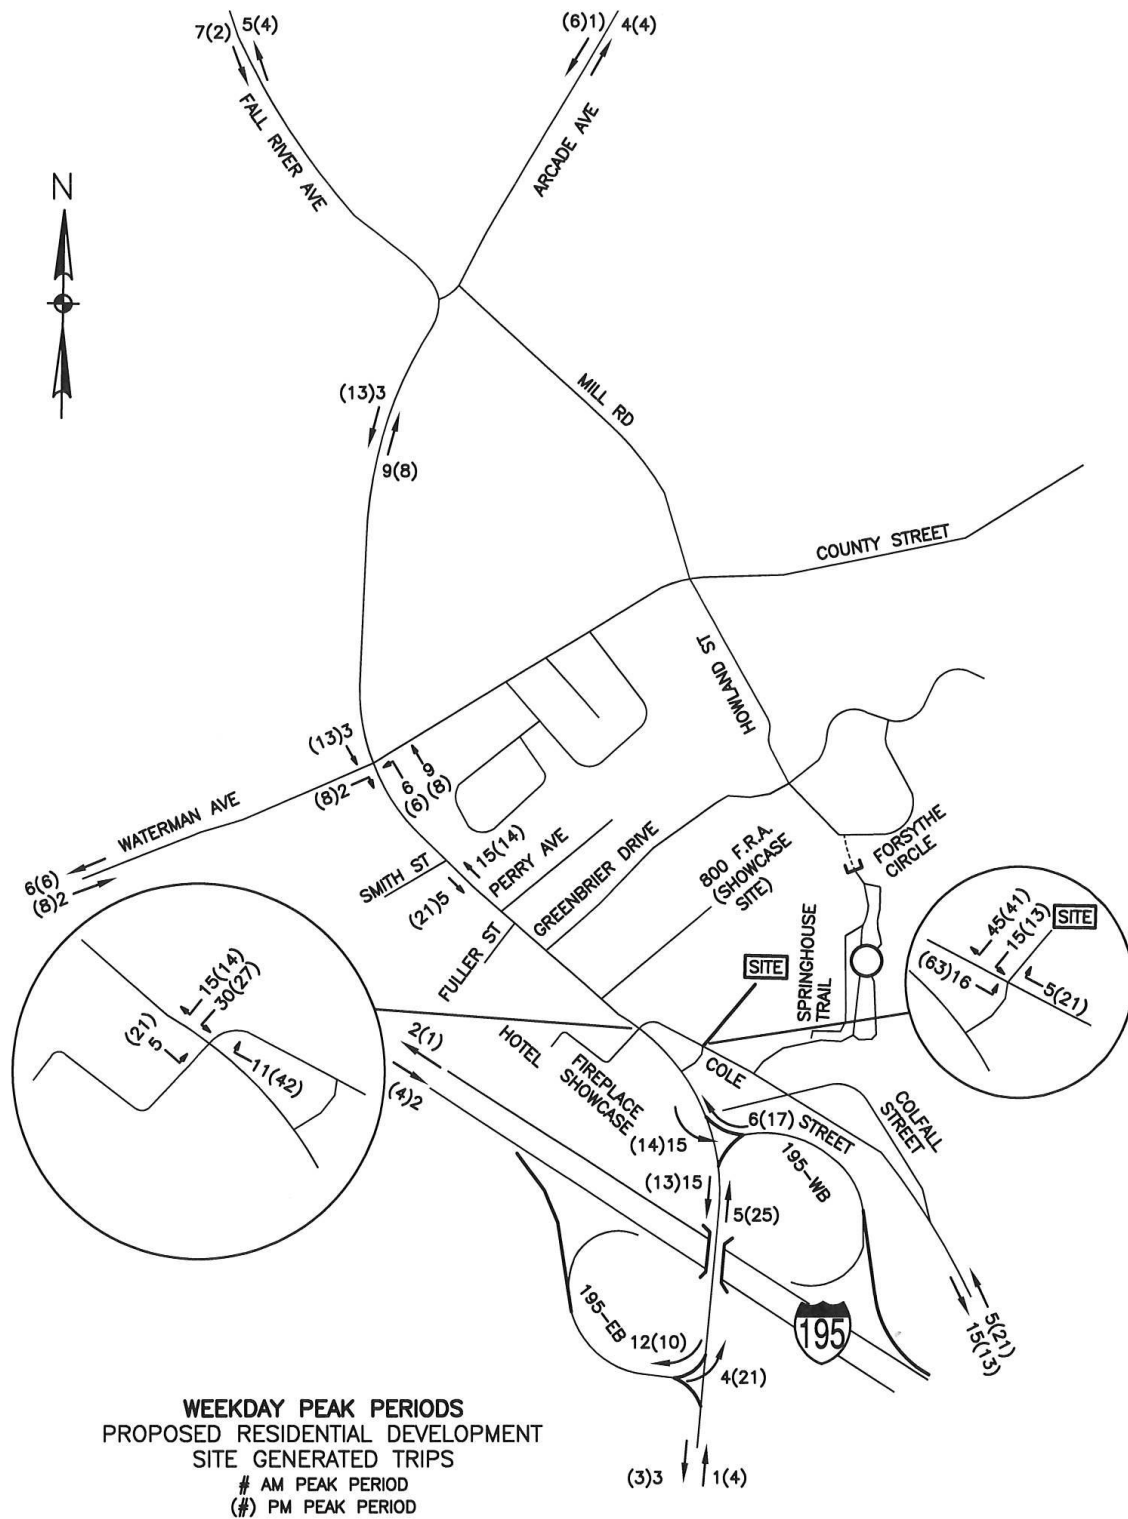 7(2)
5(4)
(6)1)
4(4)
FALL RIVER AVE
ARCADE AVE
N
(13)3
9(8)
MILL RD
COUNTY STREET
HOWLAND ST
(13)3
(8)2
6
(6)
9
(8)
WATERMAN AVE
6(6)
(8)2
SMITH ST
15(14)
(21)5
PERRY AVE
GREENBRIER DRIVE
FULLER ST
800 F.R.A.
(SHOWCASE
SITE)
FORSYTHE
CIRCLE
SITE
SPRINGHOUSE
TRAIL
45(41)
15(13)
SITE
(63)16
5(21)
15(14)
30(27)
(21)
5
11(42)
2(1)
(4)2
HOTEL
FIREPLACE
SHOWCASE
COLE
STREET
COLFALL
STREET
6(17)
(14)15
195-WB
(13)15
5(25)
195-EB
12(10)
4(21)
195
5(21)
15(13)
(3)3
1(4)
WEEKDAY PEAK PERIODS
PROPOSED RESIDENTIAL DEVELOPMENT
SITE GENERATED TRIPS
# AM PEAK PERIOD
(#) PM PEAK PERIOD